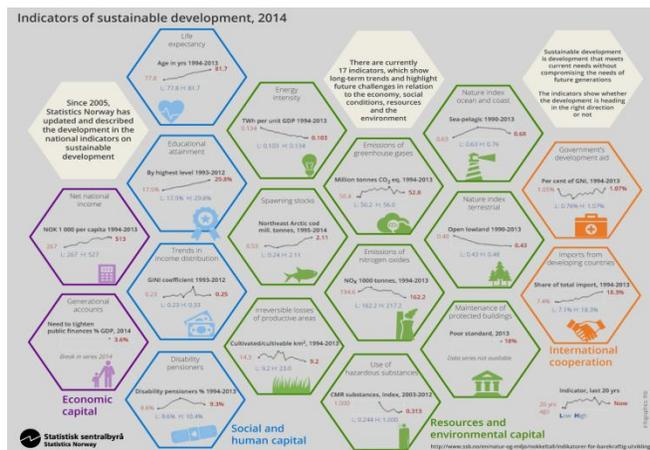 Indicators of sustainable development, 2014
Life
expectancy
Age in yrs 1994-2013
77.8
81.7
L: 77.8 H: 81.7
Since 2005,
Statistics Norway has
updated and described
the development in the
national indicators on
sustainable
development
Energy
intensity
TWh per unit GDP 1994-2013
0.134
0.103
L: 0.103 H: 0.134
There are currently
17 indicators, which show
long-term trends and highlight
future challenges in relation
to the economy, social
conditions, resources
and the
environment
Nature index
ocean and coast
Sea-pelagic 1990-2013
0.63
0.68
L: 0.63 H: 0.76
Sustainable development
is development that meets
current needs without
compromising the needs of
future generations
The indicators show whether
the development is heading
in the right direction
or not
Educational
attainment
By highest level 1993-2012
17.9%
29.8%
L: 17.9% H: 29.8%
Emissions of
greenhouse gases
Million tonnes CO2 eq. 1994-2013
52.8
L: 50.2 H: 56.0
Government's
development aid
Per cent of GNI, 1994-2013
1.05%
1.07%
L: 0.76% H: 1.07%
Net national
income
NOK 1 000 per capita 1994-2013
267
513
L: 267 H: 527
Spawning stocks
Northeast Arctic cod
mill. tonnes, 1995-2014
0.53
2.11
L: 0.24 H: 2.11
Nature index
terrestrial
Open lowland 1990-2013
0.48
0.43
L: 0.43 H: 0.48
Trends in
income distribution
GINI coefficient 1993-2012
0.23
0.25
L: 0.23 H: 0.33
Emissions of
nitrogen oxides
NOX 1000 tonnes, 1994-2013
194.6
162.2
L: 162.2 H: 217.2
Imports from
developing countries
Share of total import, 1994-2013
7.4%
18.3%
L: 7.1% H: 18.3%
Generational
accounts
Need to tighten
public finances % GDP, 2014
3.6%
Break in series 2014
Irreversible losses
of productive areas
Cultivated/cultivable km², 1994-2013
14.3
9.2
L: 9.2 H: 23.0
Maintenance of
protected buildings
Poor standard, 2013
18%
Data series not available
International
cooperation
Disability
pensioners
Disability pensioners % 1994-2013
8.6%
9.3%
L: 8.6% H: 10.4%
Use of
hazardous substances
CMR substances, index, 2003-2012
1.000
0.313
L: 0.244 H: 1.000
Indicator, last 20 yrs
20 yrs
ago
Now
Low High
Economic
capital
Social and
human capital
Resources and
environmental capital
Statistisk sentralbyrå
Statistics Norway